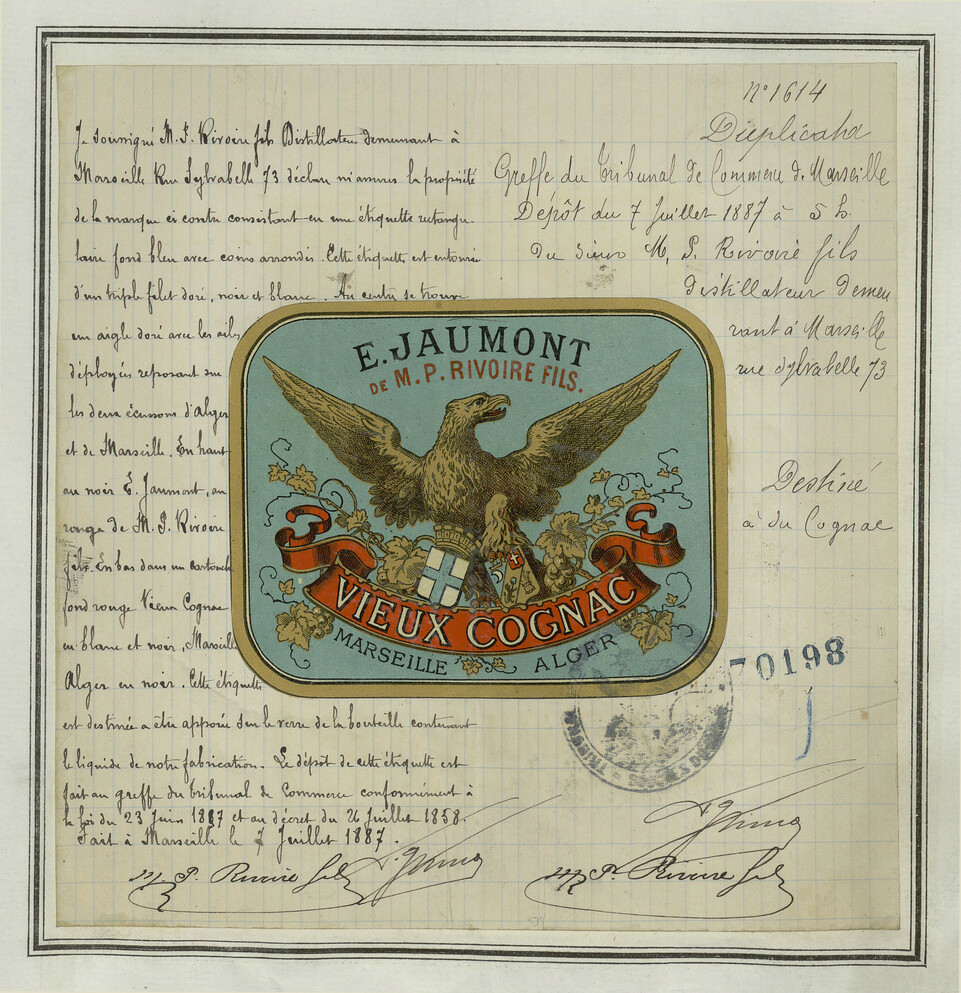 N° 1614
Duplicata
Greffe du Tribunal de Commerce de Marseille
Dépôt du 7 Juillet 1887 à 5 h.
du sieur M. P. Rivoire fils
distillateur demeu
rant à Marseille
rue Sylvabelle 73
Destiné
à du Cognac
Je soussigné M. P. Rivoire fils Distillateur demeurant à
Marseille Rue Sylvabelle 73 déclare m'assurer la propriété
de la marque ci contre consistant en une étiquette rectangu-
laire fond bleu avec coins arrondis. Cette étiquette est entourée
d'un triple filet doré, noir et blanc. Au centre se trouve
un aigle doré avec les ailes
déployées reposant sur
les deux écussons d'Alger
et de Marseille. En haut
au noir E. Jaumont, au
rouge de M. P. Rivoire
fils. En bas dans un cartouche
fond rouge Vieux Cognac
en blanc et noir, Marseille
Alger en noir. Cette étiquette
est destinée a être apposée sur le verre de la bouteille contenant
le liquide de notre fabrication. Le dépôt de cette étiquette est
fait au greffe du tribunal de Commerce conformément à
la loi du 23 Juin 1887 et au décret du 26 Juillet 1858.
Fait à Marseille le 7 Juillet 1887.
M. P. Rivoire fils
M. P. Rivoire fils
E. JAUMONT
DE M. P. RIVOIRE FILS.
VIEUX COGNAC
MARSEILLE ALGER
70198